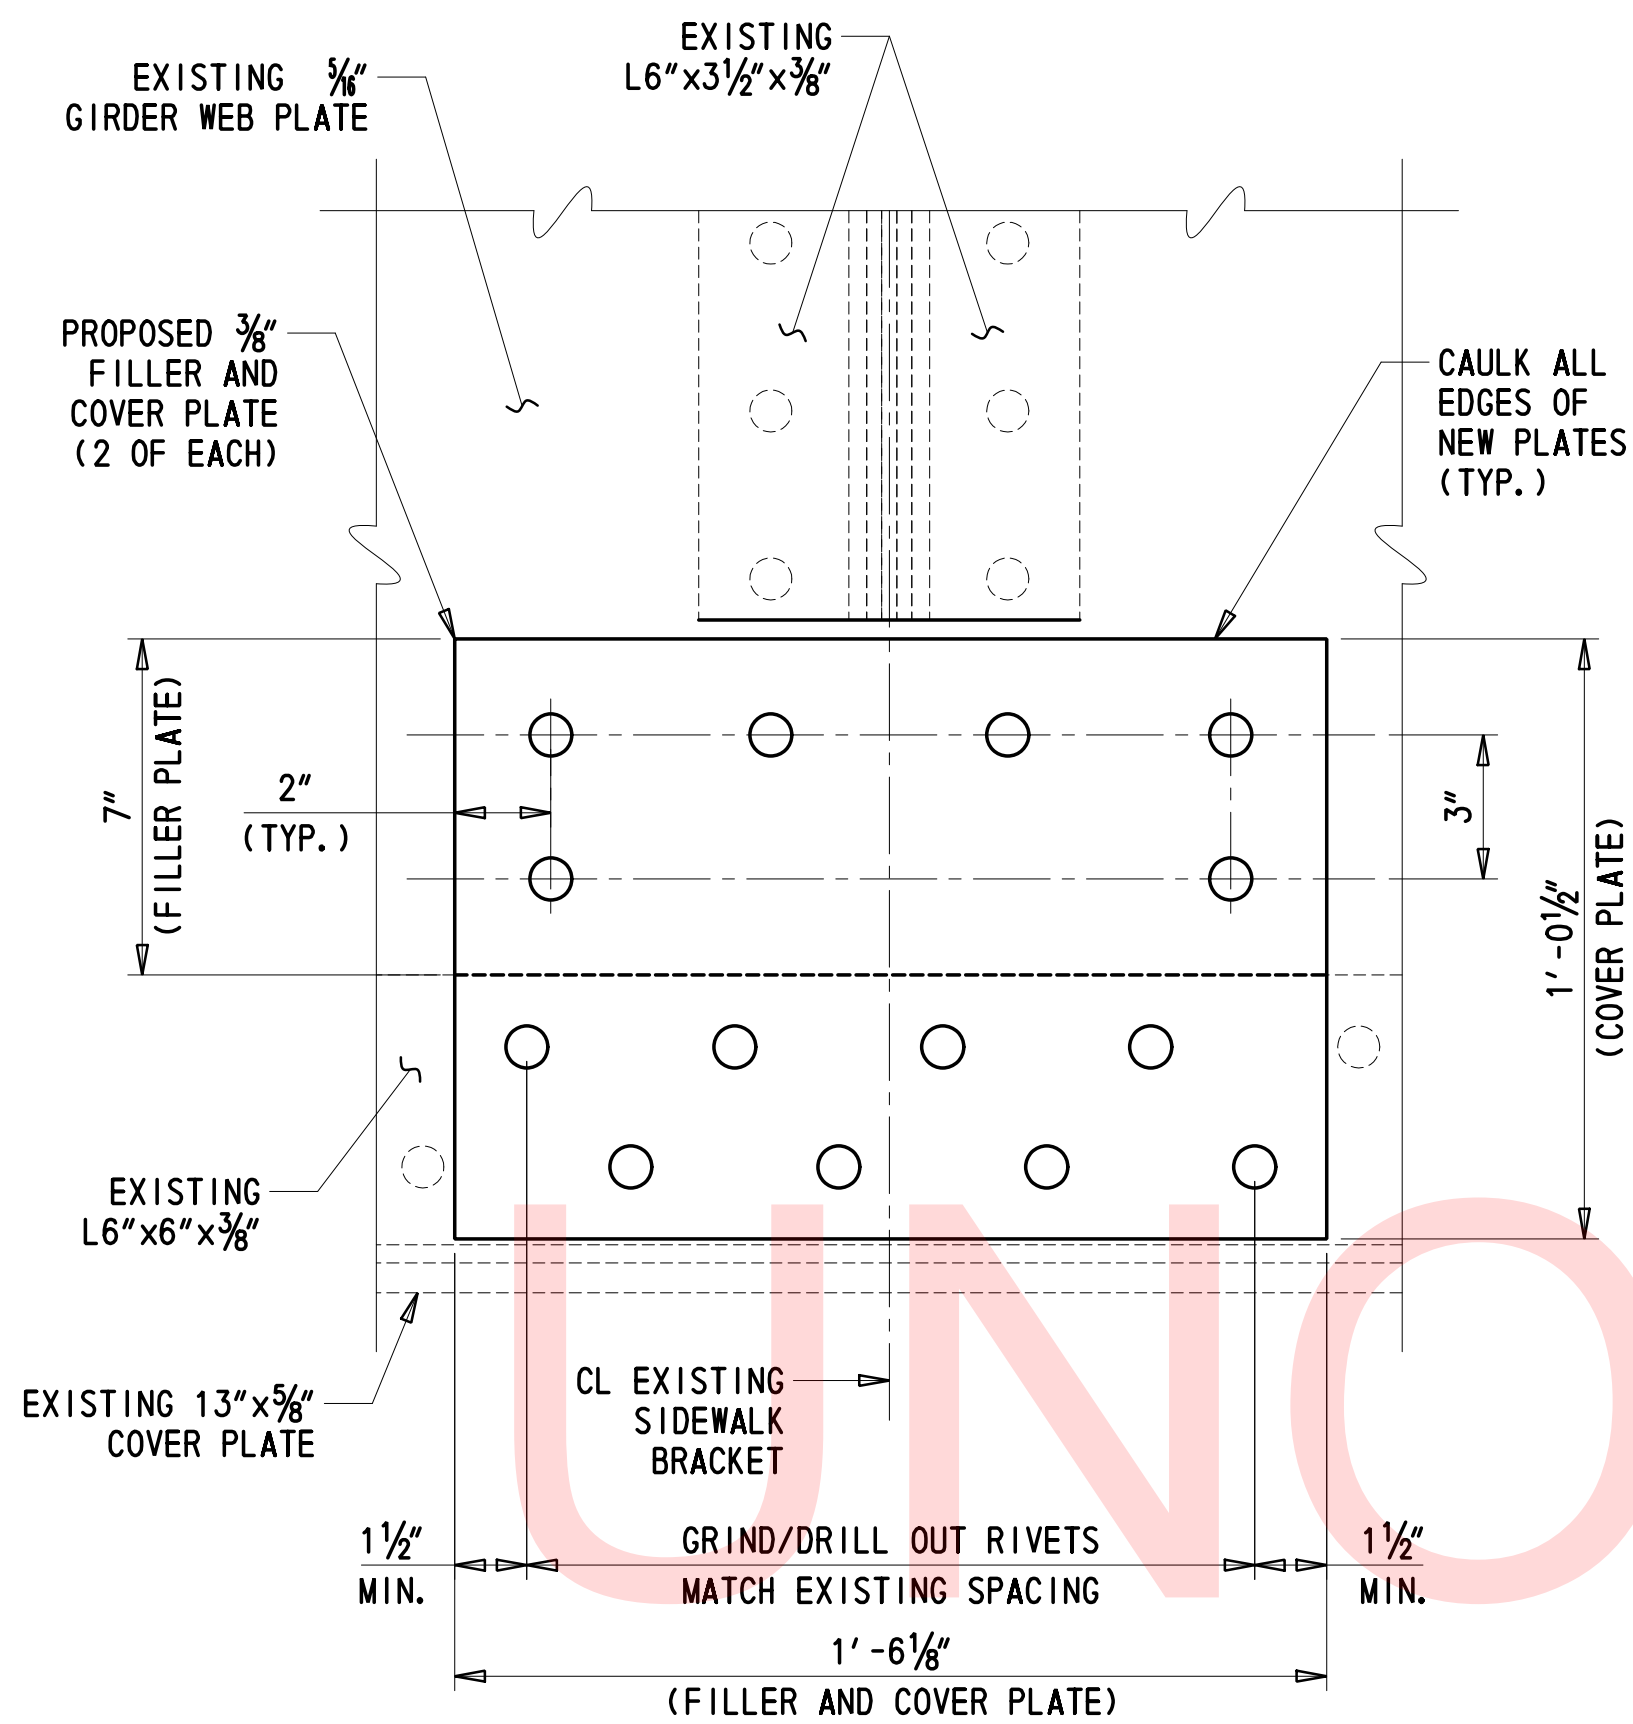 EXISTING
L6"x3½"x⅜"
EXISTING 5/16"
GIRDER WEB PLATE
PROPOSED ⅜"
FILLER AND
COVER PLATE
(2 OF EACH)
CAULK ALL
EDGES OF
NEW PLATES
(TYP.)
7"
(FILLER PLATE)
2"
(TYP.)
3"
1'-0½"
(COVER PLATE)
EXISTING
L6"x6"x⅜"
EXISTING 13"x⅝"
COVER PLATE
CL EXISTING
SIDEWALK
BRACKET
1½"
MIN.
GRIND/DRILL OUT RIVETS
MATCH EXISTING SPACING
1½"
MIN.
1'-6⅛"
(FILLER AND COVER PLATE)
UNO